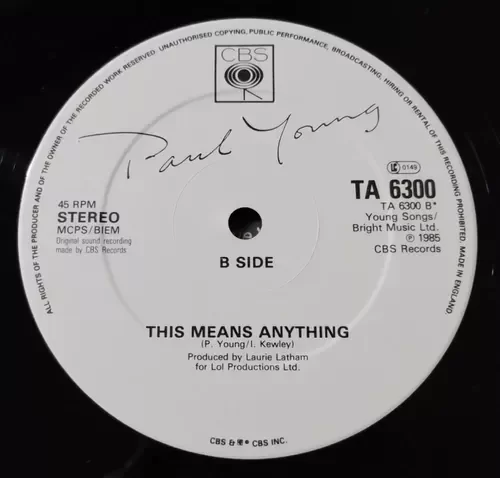 ALL RIGHTS OF THE PRODUCER AND OF THE OWNER OF THE RECORDED WORK RESERVED. UNAUTHORISED COPYING, PUBLIC PERFORMANCE, BROADCASTING, HIRING OR RENTAL OF THIS RECORDING PROHIBITED. MADE IN ENGLAND.
CBS
Paul Young
45 RPM
STEREO
MCPS/BIEM
Original sound recording
made by CBS Records
LC 0149
TA 6300
TA 6300 B*
Young Songs/
Bright Music Ltd.
℗ 1985
CBS Records
B SIDE
THIS MEANS ANYTHING
(P. Young/I. Kewley)
Produced by Laurie Latham
for Lol Productions Ltd.
CBS & ® CBS INC.